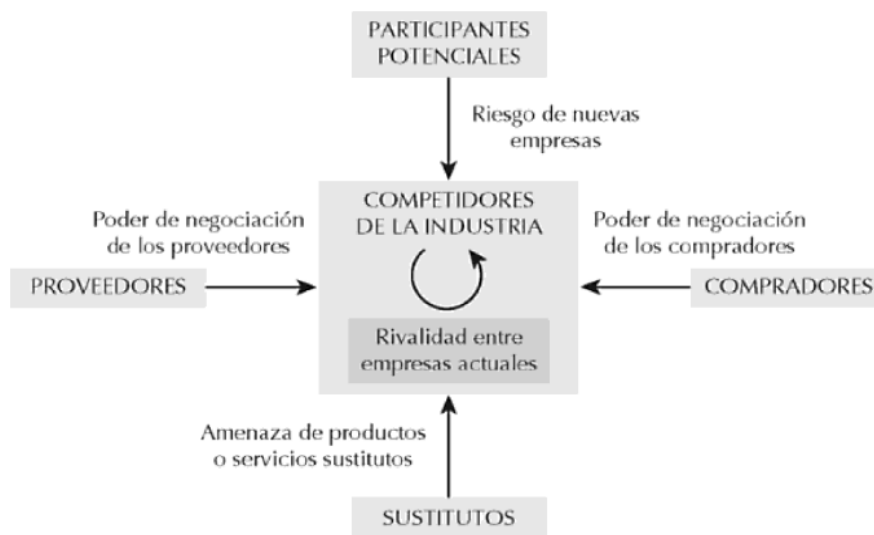 PARTICIPANTES
POTENCIALES
Riesgo de nuevas
empresas
COMPETIDORES
DE LA INDUSTRIA
Poder de negociación
de los proveedores
Poder de negociación
de los compradores
PROVEEDORES
COMPRADORES
Rivalidad entre
empresas actuales
Amenaza de productos
o servicios sustitutos
SUSTITUTOS